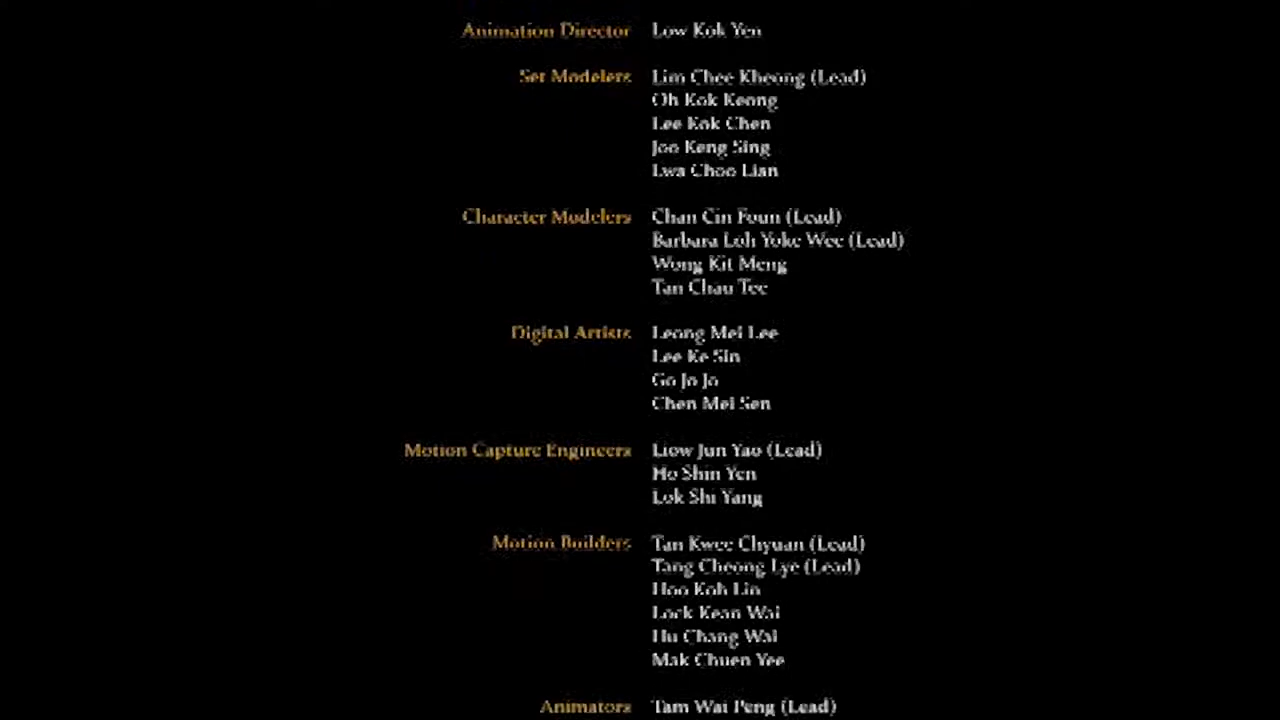 Animation Director Low Kok Yen
Set Modelers Lim Chee Kheong (Lead)
Oh Kok Keong
Lee Kok Chen
Joo Keng Sing
Lwa Choo Lian
Character Modelers Chan Cin Foun (Lead)
Barbara Loh Yoke Wee (Lead)
Wong Kit Meng
Tan Chau Tee
Digital Artists Leong Mei Lee
Lee Ke Sin
Go Jo Jo
Chen Mei Sen
Motion Capture Engineers Liow Jun Yao (Lead)
Ho Shin Yen
Lok Shi Yang
Motion Builders Tan Kwee Chyuan (Lead)
Tang Cheong Lye (Lead)
Hoo Koh Lin
Lock Kean Wai
Hu Chang Wai
Mak Chuen Yee
Animators Tam Wai Peng (Lead)